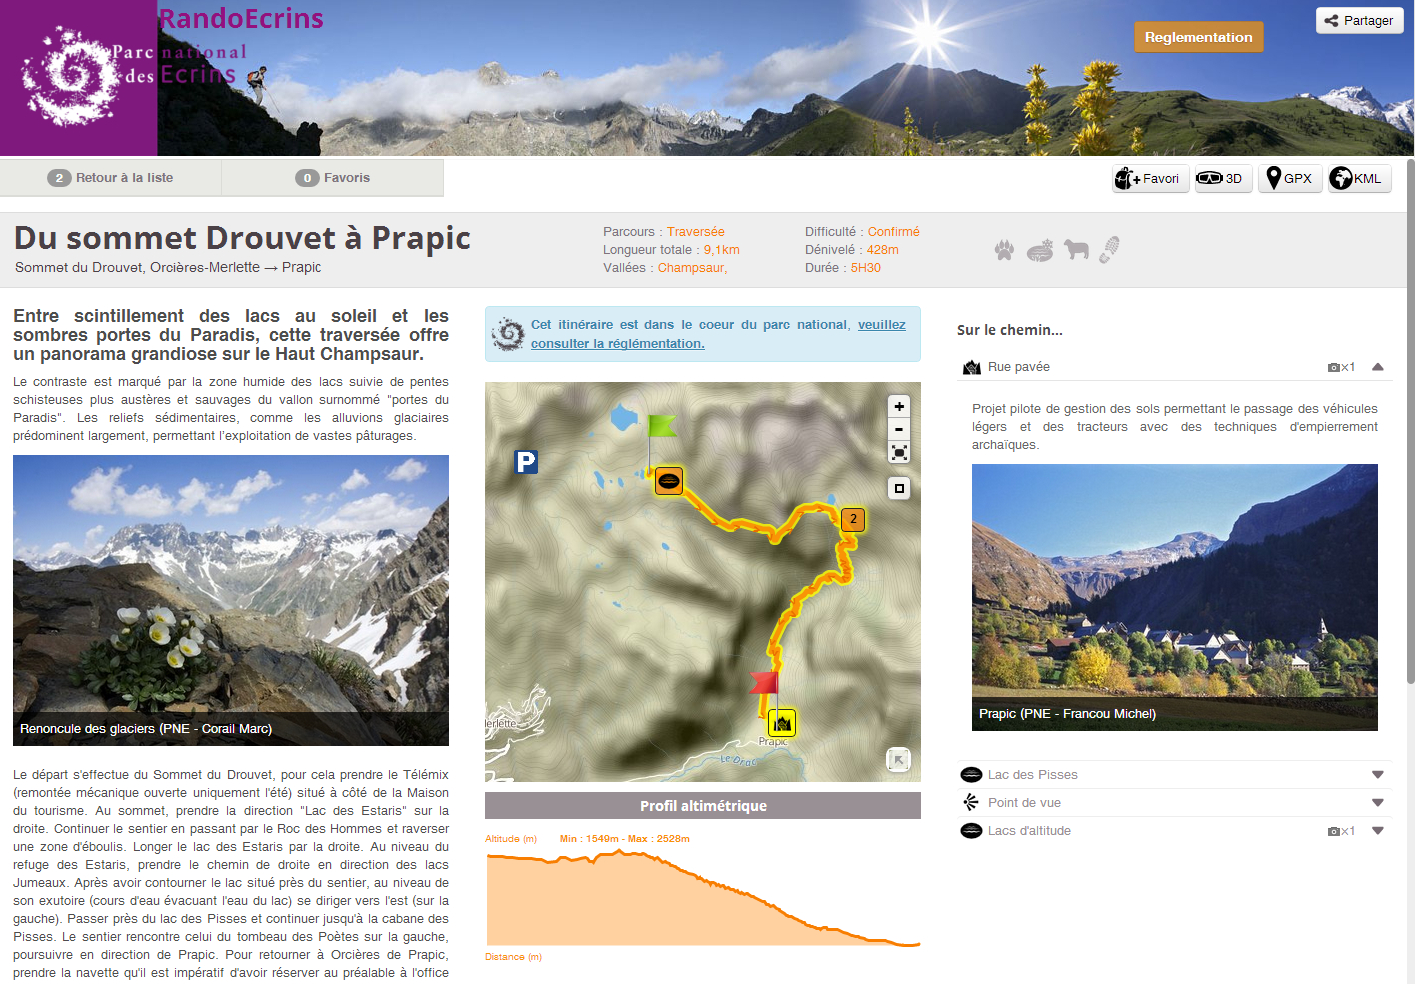 RandoEcrins
Parc national
des Ecrins
Reglementation
Partager
2 Retour à la liste
0 Favoris
Favori
3D
GPX
KML
Du sommet Drouvet à Prapic
Sommet du Drouvet, Orcières-Merlette → Prapic
Parcours : Traversée
Longueur totale : 9,1km
Vallées : Champsaur,
Difficulté : Confirmé
Dénivelé : 428m
Durée : 5H30
Entre scintillement des lacs au soleil et les
sombres portes du Paradis, cette traversée offre
un panorama grandiose sur le Haut Champsaur.
Le contraste est marqué par la zone humide des lacs suivie de pentes
schisteuses plus austères et sauvages du vallon surnommé "portes du
Paradis". Les reliefs sédimentaires, comme les alluvions glaciaires
prédominent largement, permettant l'exploitation de vastes pâturages.
Renoncule des glaciers (PNE - Corail Marc)
Le départ s'effectue du Sommet du Drouvet, pour cela prendre le Télémix
(remontée mécanique ouverte uniquement l'été) situé à côté de la Maison
du tourisme. Au sommet, prendre la direction "Lac des Estaris" sur la
droite. Continuer le sentier en passant par le Roc des Hommes et raverser
une zone d'éboulis. Longer le lac des Estaris par la droite. Au niveau du
refuge des Estaris, prendre le chemin de droite en direction des lacs
Jumeaux. Après avoir contourner le lac situé près du sentier, au niveau de
son exutoire (cours d'eau évacuant l'eau du lac) se diriger vers l'est (sur la
gauche). Passer près du lac des Pisses et continuer jusqu'à la cabane des
Pisses. Le sentier rencontre celui du tombeau des Poètes sur la gauche,
poursuivre en direction de Prapic. Pour retourner à Orcières de Prapic,
prendre la navette qu'il est impératif d'avoir réserver au préalable à l'office
Cet itinéraire est dans le coeur du parc national, veuillez
consulter la réglémentation.
P
+
-
2
Merlette
Prapic
Le Drac
Profil altimétrique
Altitude (m)
Min : 1549m - Max : 2528m
Distance (m)
Sur le chemin...
Rue pavée
x1
Projet pilote de gestion des sols permettant le passage des véhicules
légers et des tracteurs avec des techniques d'empierrement
archaïques.
Prapic (PNE - Francou Michel)
Lac des Pisses
Point de vue
Lacs d'altitude
x1